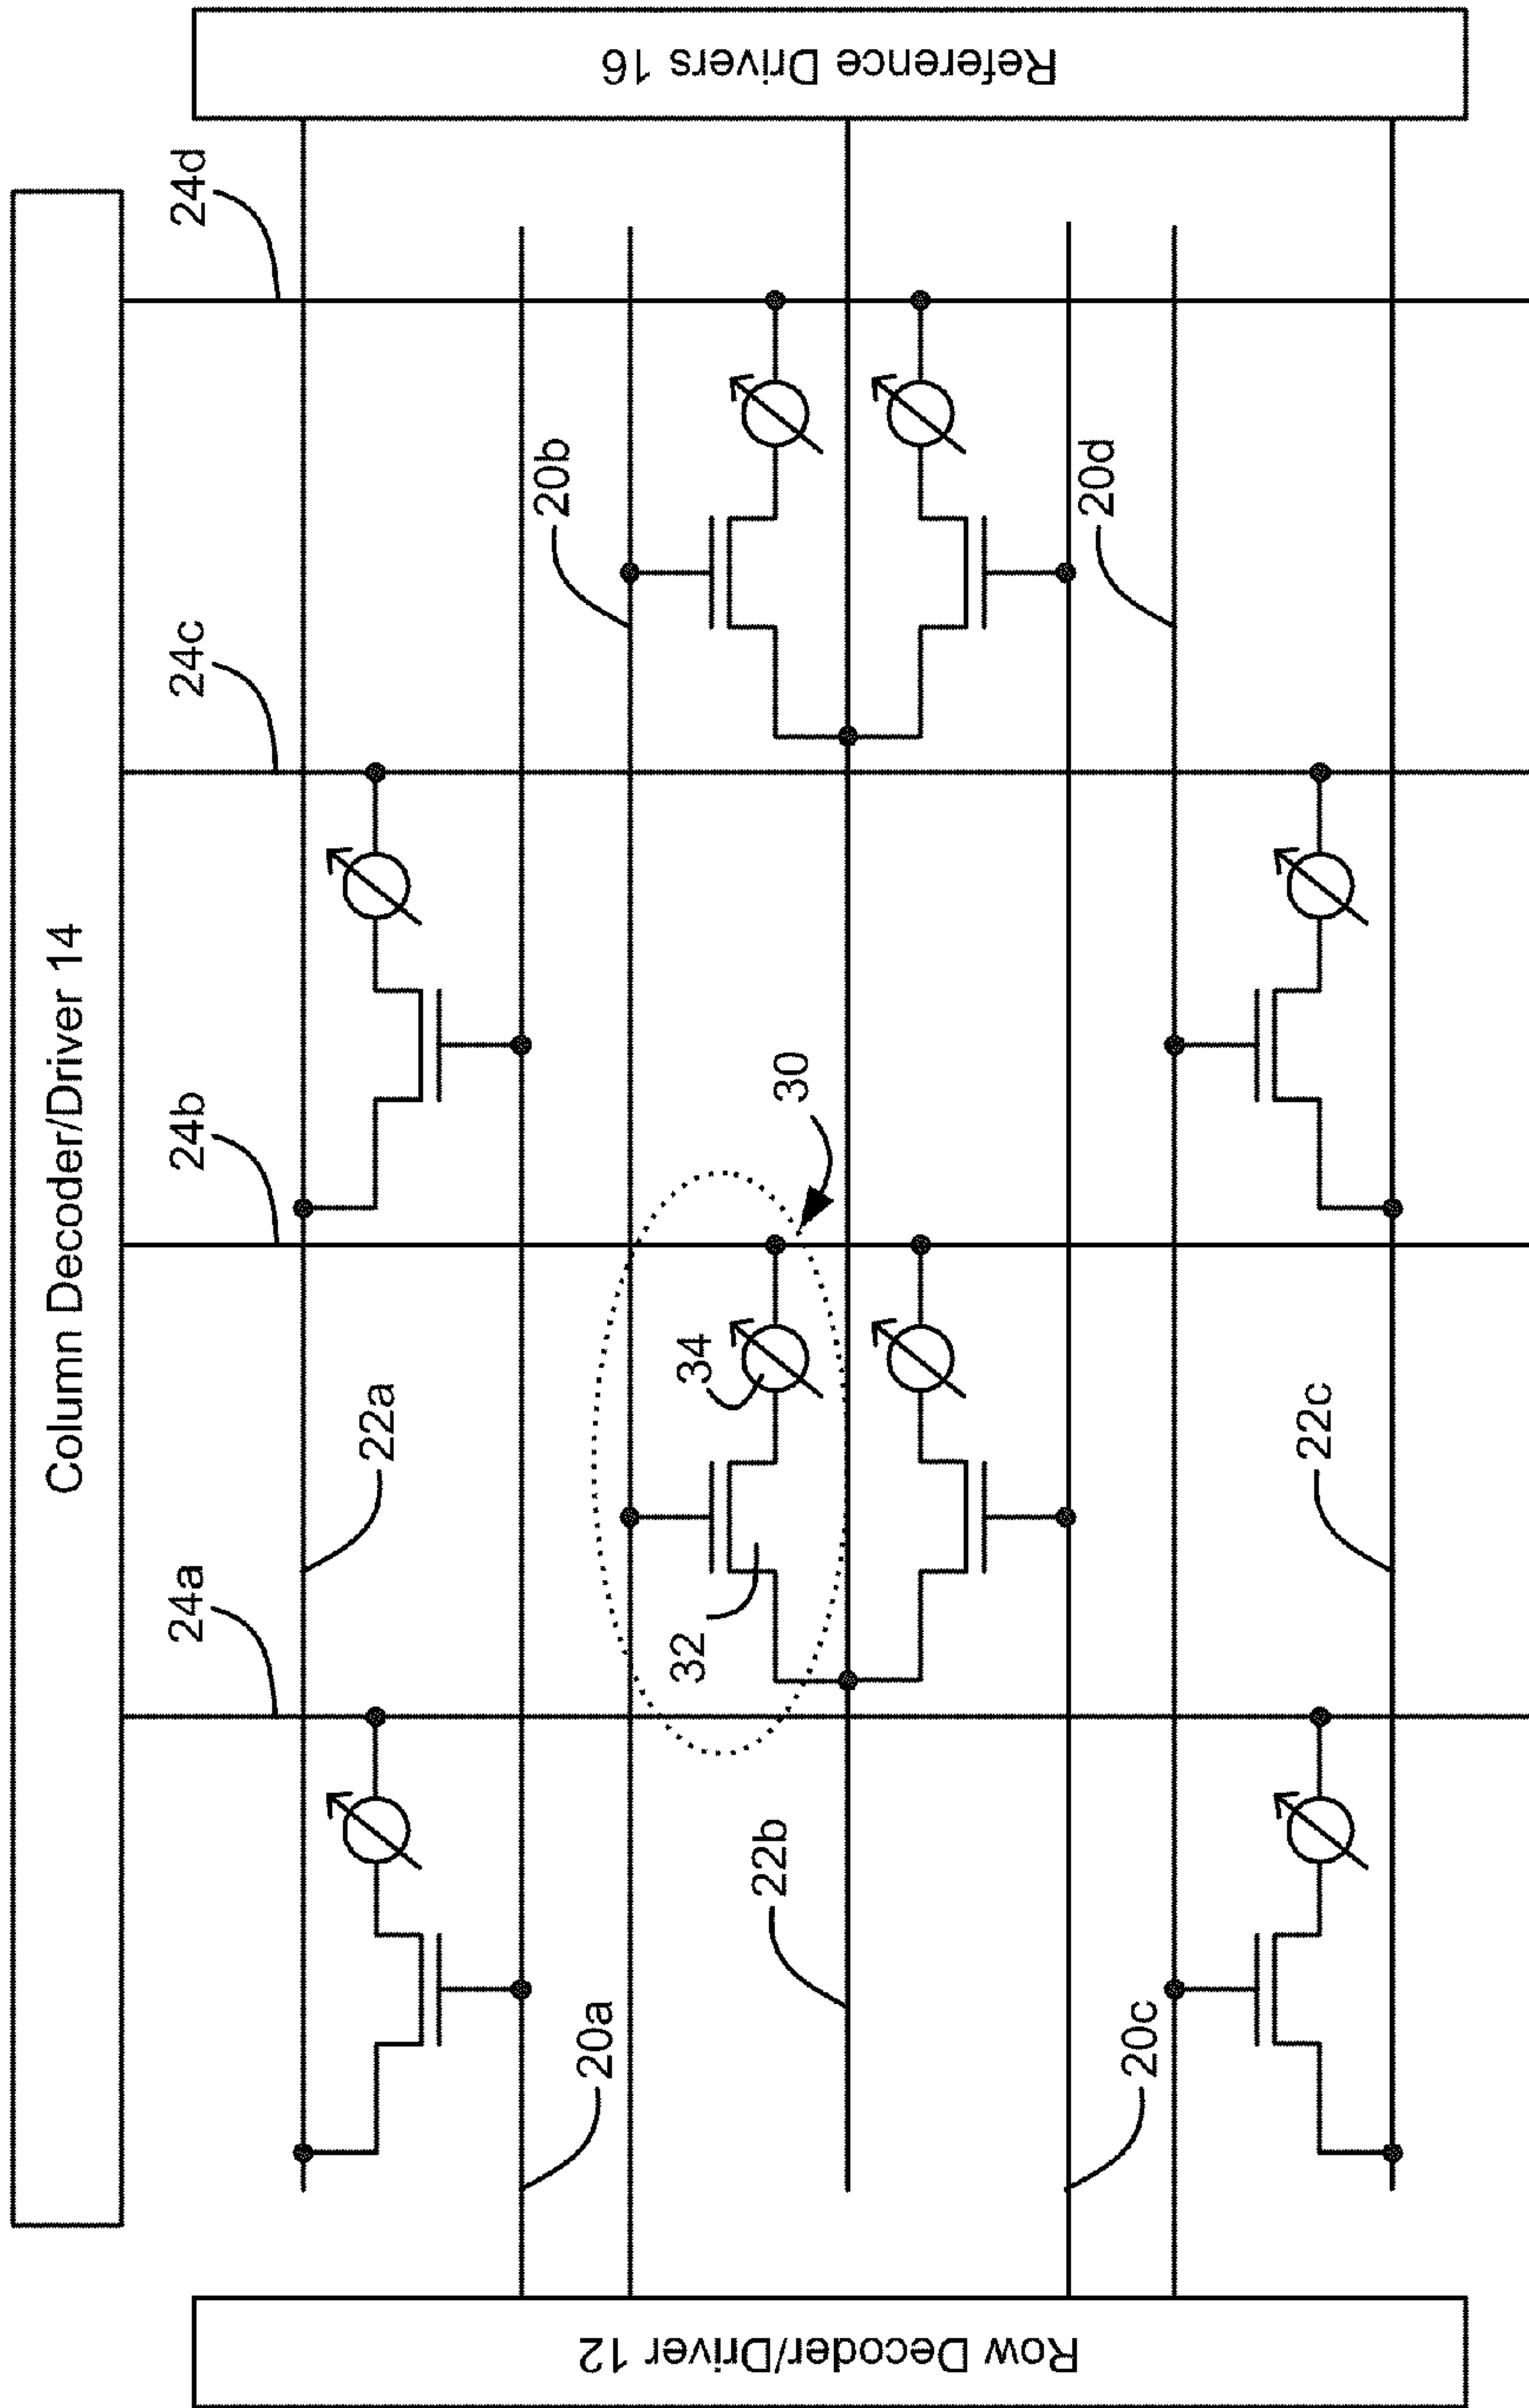 Column Decoder/Driver 14
24a
24b
24c
24d
22a
20b
34
30
32
20a
22b
20d
22c
20c
Row Decoder/Driver 12
Reference Drivers 16